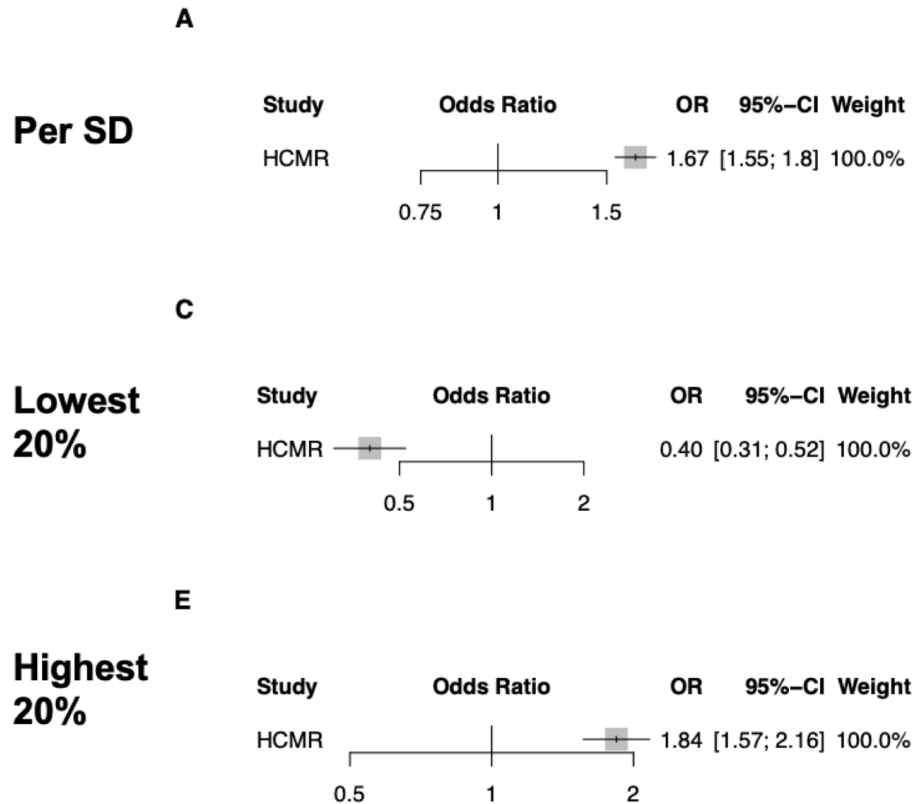 A
Per SD
Study Odds Ratio OR 95%−CI Weight
HCMR 1.67 [1.55; 1.8] 100.0%
0.75 1 1.5
C
Lowest
20%
Study Odds Ratio OR 95%−CI Weight
HCMR 0.40 [0.31; 0.52] 100.0%
0.5 1 2
E
Highest
20%
Study Odds Ratio OR 95%−CI Weight
HCMR 1.84 [1.57; 2.16] 100.0%
0.5 1 2